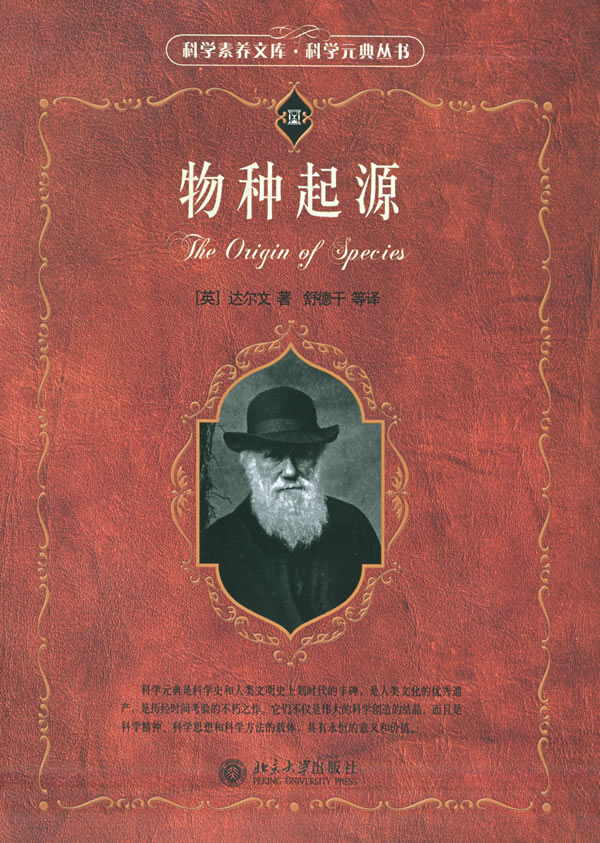 科学素养文库·科学元典丛书
物种起源
The Origin of Species
[英] 达尔文 著 舒德干 等译
科学元典是科学史和人类文明史上划时代的丰碑,是人类文化的优秀遗
产,是历经时间考验的不朽之作。它们不仅是伟大的科学创造的结晶,而且是
科学精神、科学思想和科学方法的载体,具有永恒的意义和价值。
北京大学出版社
PEKING UNIVERSITY PRESS